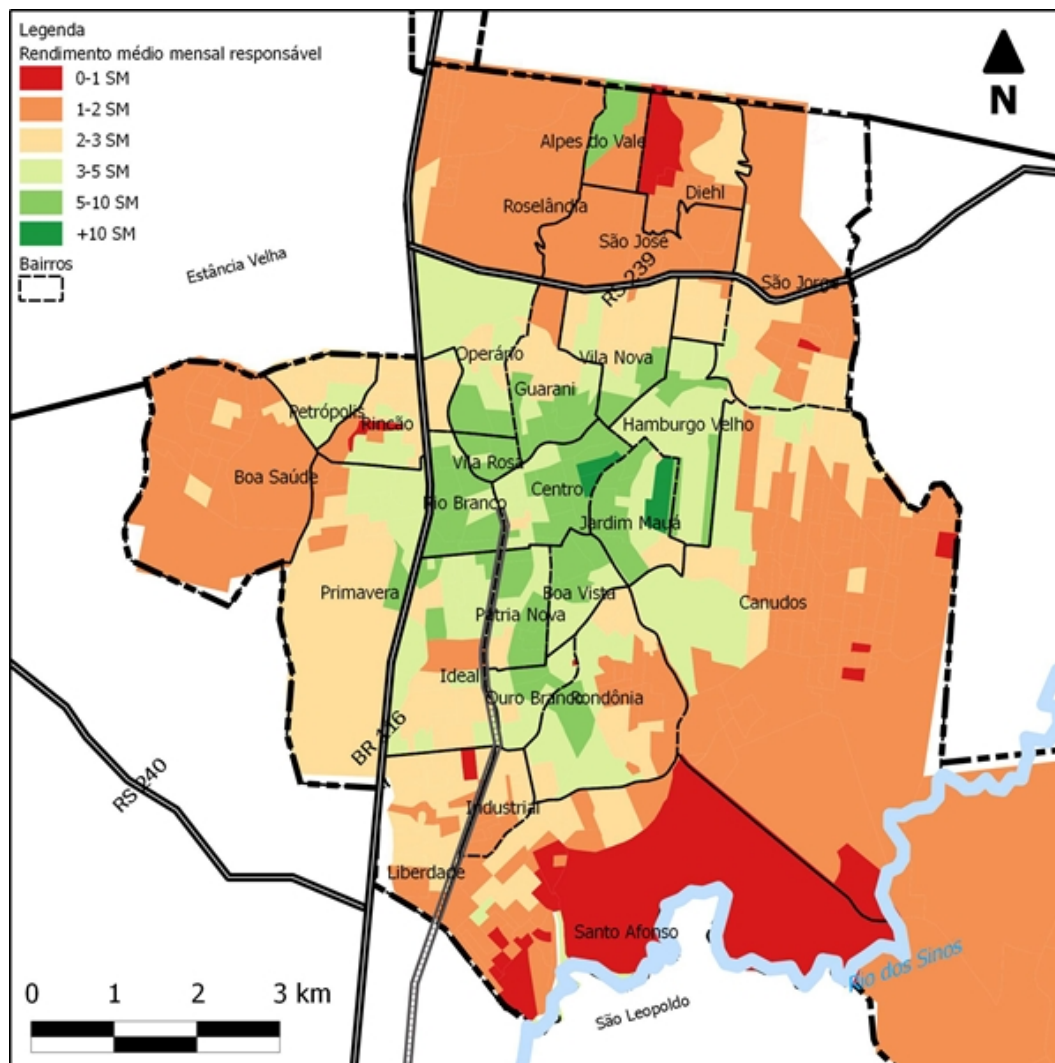 Legenda
Rendimento médio mensal responsável
0-1 SM
1-2 SM
2-3 SM
3-5 SM
5-10 SM
+10 SM
Bairros
N
Alpes do Vale
Diehl
Roselândia
São José
Estância Velha
RS 239
São Jorge
Operário
Vila Nova
Guarani
Petrópolis
Rincão
Hamburgo Velho
Vila Rosa
Boa Saúde
Centro
Rio Branco
Jardim Mauá
Primavera
Boa Vista
Canudos
Pátria Nova
Ideal
Ouro Branco
Rondônia
BR 116
RS 240
Industrial
Liberdade
Santo Afonso
Rio dos Sinos
São Leopoldo
0 1 2 3 km